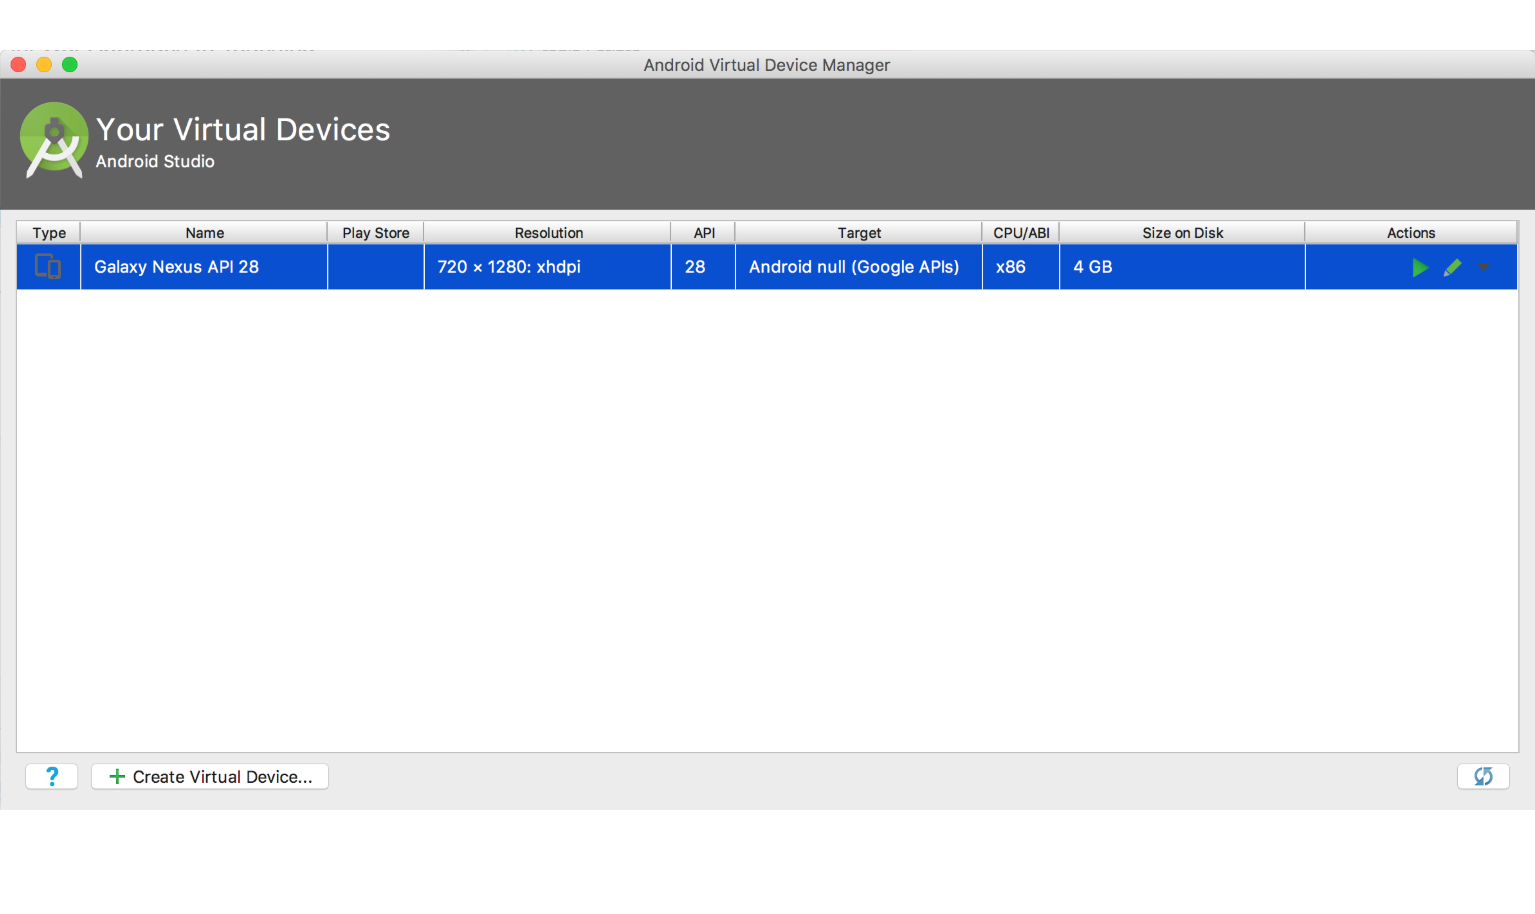 Android Virtual Device Manager
Your Virtual Devices
Android Studio
Type Name Play Store Resolution API Target CPU/ABI Size on Disk Actions
Galaxy Nexus API 28 720 × 1280: xhdpi 28 Android null (Google APIs) x86 4 GB
? + Create Virtual Device...